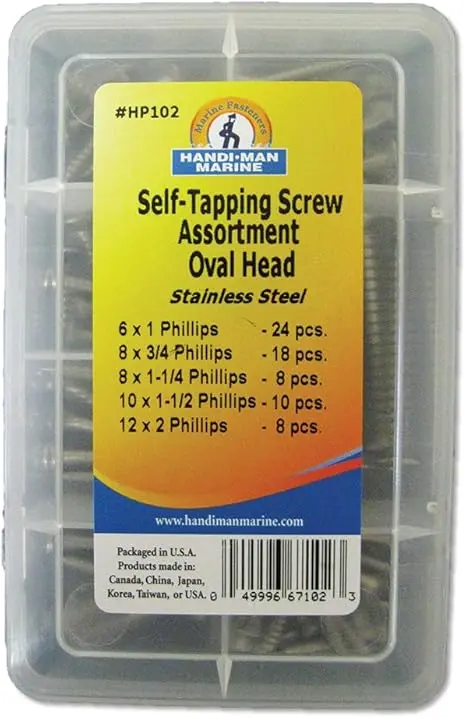 #HP102
Marine Fasteners
HANDI-MAN
MARINE
Self-Tapping Screw
Assortment
Oval Head
Stainless Steel
6 x 1 Phillips - 24 pcs.
8 x 3/4 Phillips - 18 pcs.
8 x 1-1/4 Phillips - 8 pcs.
10 x 1-1/2 Phillips - 10 pcs.
12 x 2 Phillips - 8 pcs.
www.handimanmarine.com
Packaged in U.S.A.
Products made in:
Canada, China, Japan,
Korea, Taiwan, or USA.
0 49996 67102 3